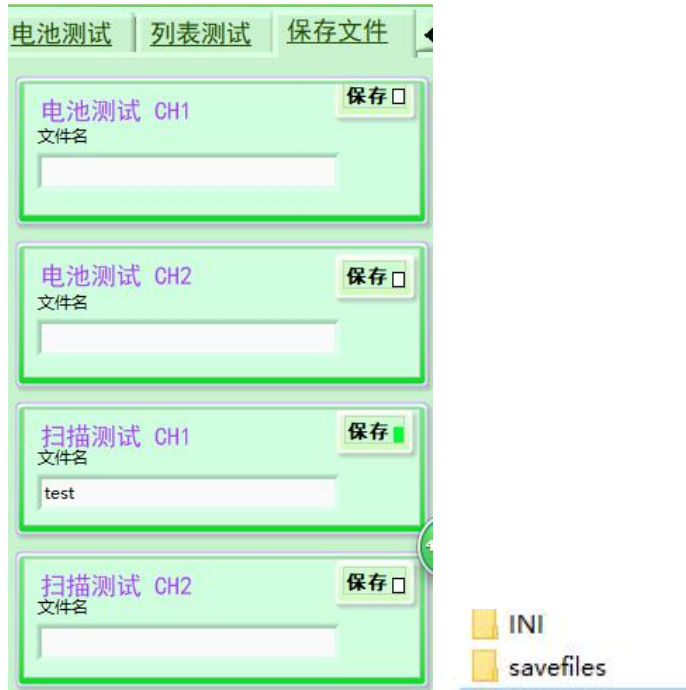 电池测试 列表测试 保存文件
电池测试 CH1 保存
文件名
电池测试 CH2 保存
文件名
扫描测试 CH1 保存
文件名
test
扫描测试 CH2 保存
文件名
INI
savefiles